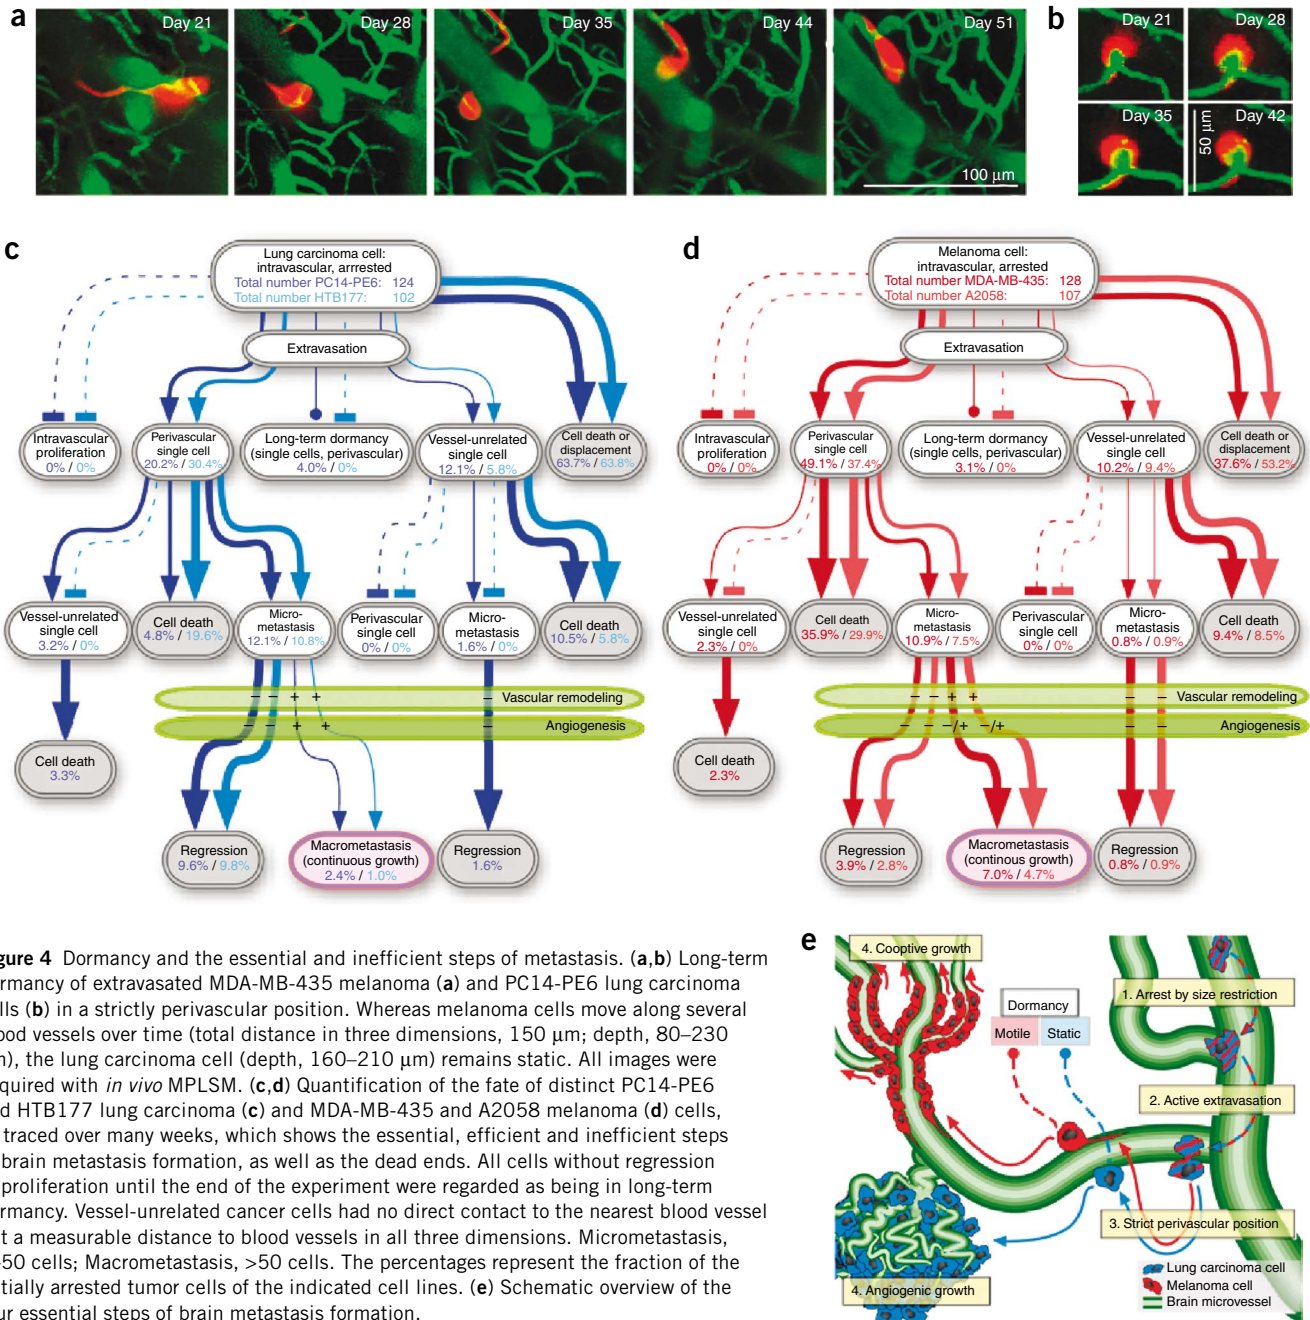 a
Day 21
Day 28
Day 35
Day 44
Day 51
100 μm
b
Day 21
Day 28
Day 35
Day 42
50 μm
c
Lung carcinoma cell:
intravascular, arrrested
Total number PC14-PE6: 124
Total number HTB177: 102
Extravasation
Intravascular
proliferation
0% / 0%
Perivascular
single cell
20.2% / 30.4%
Long-term dormancy
(single cells, perivascular)
4.0% / 0%
Vessel-unrelated
single cell
12.1% / 5.8%
Cell death or
displacement
63.7% / 63.8%
Vessel-unrelated
single cell
3.2% / 0%
Cell death
4.8% / 19.6%
Micro-
metastasis
12.1% / 10.8%
Perivascular
single cell
0% / 0%
Micro-
metastasis
1.6% / 0%
Cell death
10.5% / 5.8%
– – + + Vascular remodeling
– – + + – Angiogenesis
Cell death
3.3%
Regression
9.6% / 9.8%
Macrometastasis
(continuous growth)
2.4% / 1.0%
Regression
1.6%
d
Melanoma cell:
intravascular, arrested
Total number MDA-MB-435: 128
Total number A2058: 107
Extravasation
Intravascular
proliferation
0% / 0%
Perivascular
single cell
49.1% / 37.4%
Long-term dormancy
(single cells, perivascular)
3.1% / 0%
Vessel-unrelated
single cell
10.2% / 9.4%
Cell death or
displacement
37.6% / 53.2%
Vessel-unrelated
single cell
2.3% / 0%
Cell death
35.9% / 29.9%
Micro-
metastasis
10.9% / 7.5%
Perivascular
single cell
0% / 0%
Micro-
metastasis
0.8% / 0.9%
Cell death
9.4% / 8.5%
– – + + – – Vascular remodeling
– – –/+ –/+ – – Angiogenesis
Cell death
2.3%
Regression
3.9% / 2.8%
Macrometastasis
(continous growth)
7.0% / 4.7%
Regression
0.8% / 0.9%
gure 4 Dormancy and the essential and inefficient steps of metastasis. (a,b) Long-term
rmancy of extravasated MDA-MB-435 melanoma (a) and PC14-PE6 lung carcinoma
lls (b) in a strictly perivascular position. Whereas melanoma cells move along several
ood vessels over time (total distance in three dimensions, 150 μm; depth, 80–230
m), the lung carcinoma cell (depth, 160–210 μm) remains static. All images were
quired with in vivo MPLSM. (c,d) Quantification of the fate of distinct PC14-PE6
d HTB177 lung carcinoma (c) and MDA-MB-435 and A2058 melanoma (d) cells,
traced over many weeks, which shows the essential, efficient and inefficient steps
brain metastasis formation, as well as the dead ends. All cells without regression
proliferation until the end of the experiment were regarded as being in long-term
rmancy. Vessel-unrelated cancer cells had no direct contact to the nearest blood vessel
t a measurable distance to blood vessels in all three dimensions. Micrometastasis,
50 cells; Macrometastasis, >50 cells. The percentages represent the fraction of the
tially arrested tumor cells of the indicated cell lines. (e) Schematic overview of the
ur essential steps of brain metastasis formation.
e
4. Cooptive growth
Dormancy
Motile
Static
1. Arrest by size restriction
2. Active extravasation
3. Strict perivascular position
4. Angiogenic growth
Lung carcinoma cell
Melanoma cell
Brain microvessel